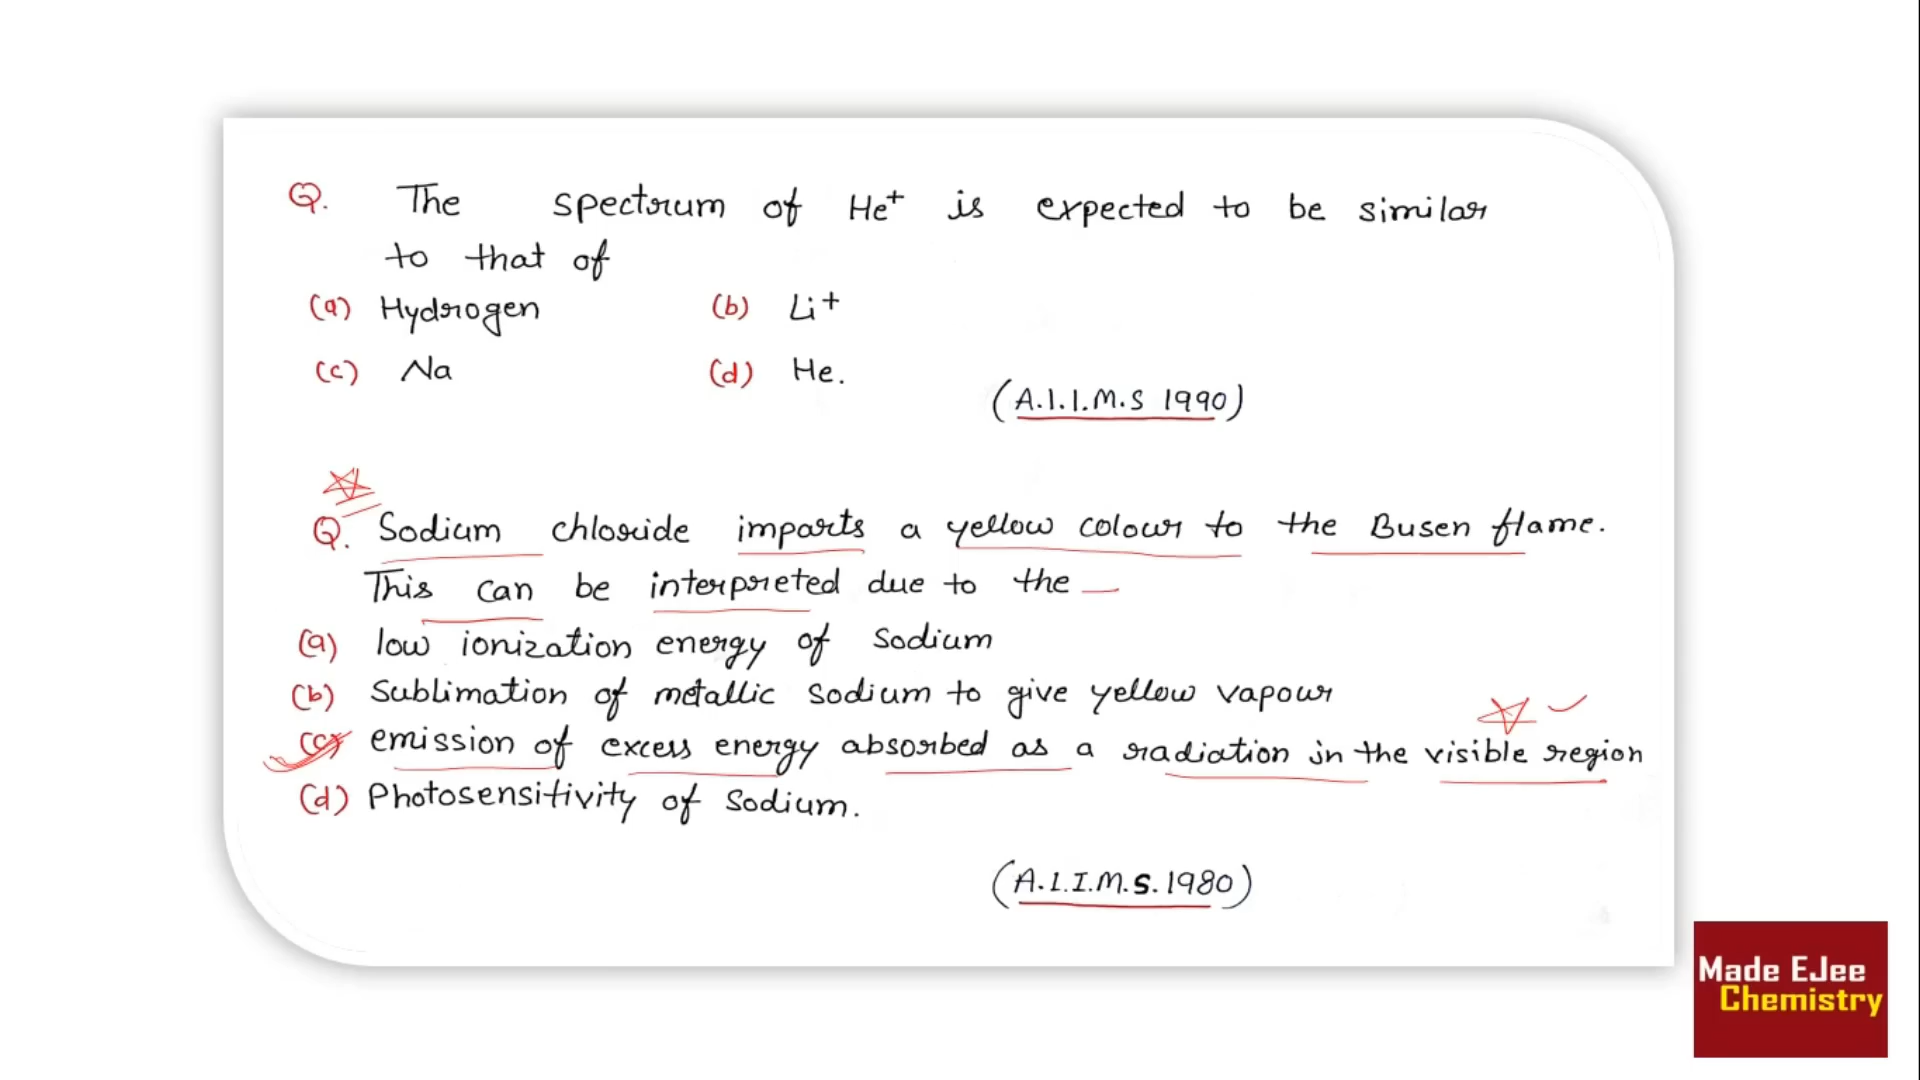 Q. The spectrum of He+ is expected to be similar
to that of
(a) Hydrogen (b) Li+
(c) Na (d) He.
(A.I.I.M.S 1990)
Q. Sodium chloride imparts a yellow colour to the Busen flame.
This can be interpreted due to the _
(a) low ionization energy of sodium
(b) Sublimation of metallic sodium to give yellow vapour
(c) emission of excess energy absorbed as a radiation in the visible region
(d) Photosensitivity of sodium.
(A.I.I.M.S. 1980)
Made EJee
Chemistry